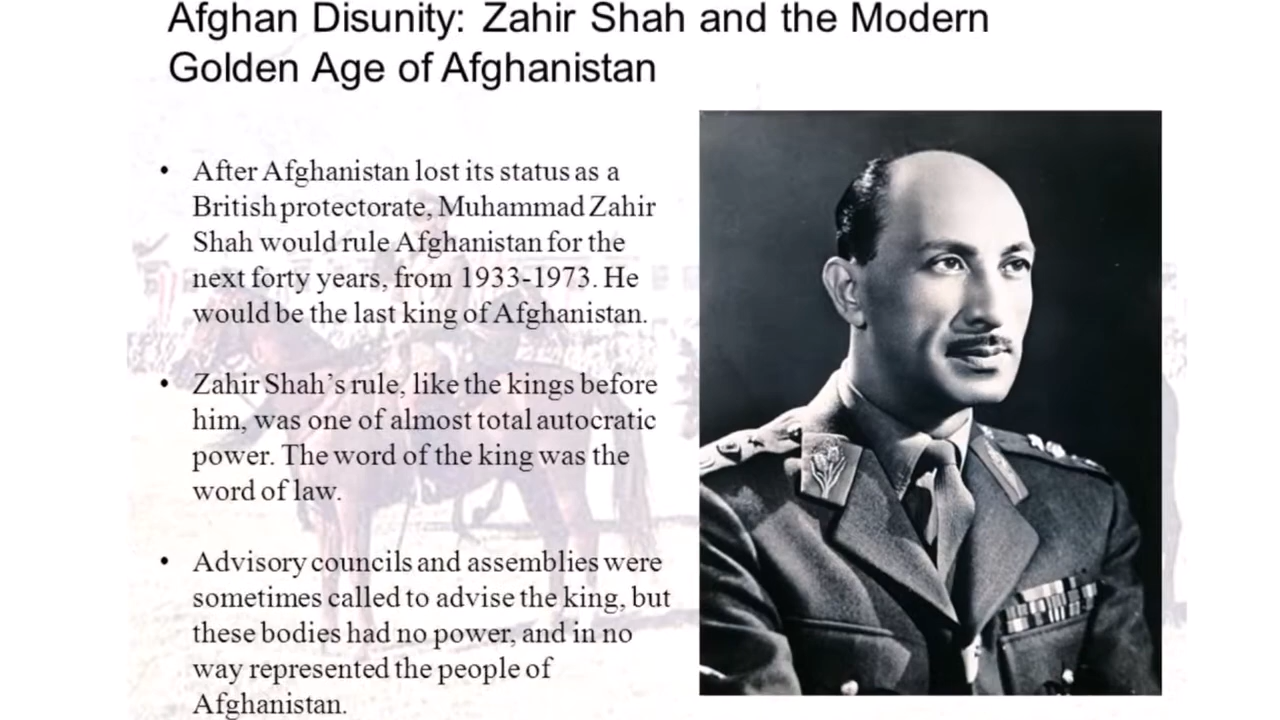 Afghan Disunity: Zahir Shah and the Modern
Golden Age of Afghanistan
• After Afghanistan lost its status as a
British protectorate, Muhammad Zahir
Shah would rule Afghanistan for the
next forty years, from 1933-1973. He
would be the last king of Afghanistan.
• Zahir Shah’s rule, like the kings before
him, was one of almost total autocratic
power. The word of the king was the
word of law.
• Advisory councils and assemblies were
sometimes called to advise the king, but
these bodies had no power, and in no
way represented the people of
Afghanistan.